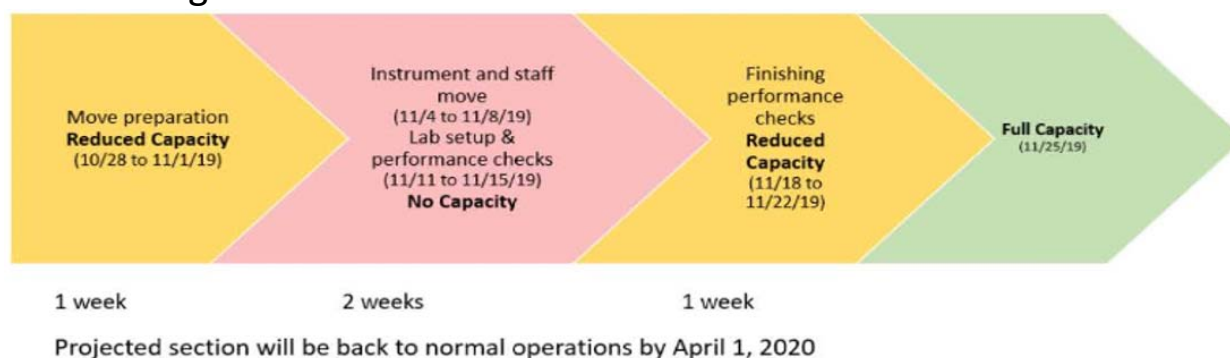 Move preparation
Reduced Capacity
(10/28 to 11/1/19)
Instrument and staff
move
(11/4 to 11/8/19)
Lab setup &
performance checks
(11/11 to 11/15/19)
No Capacity
Finishing
performance
checks
Reduced
Capacity
(11/18 to
11/22/19)
Full Capacity
(11/25/19)
1 week
2 weeks
1 week
Projected section will be back to normal operations by April 1, 2020